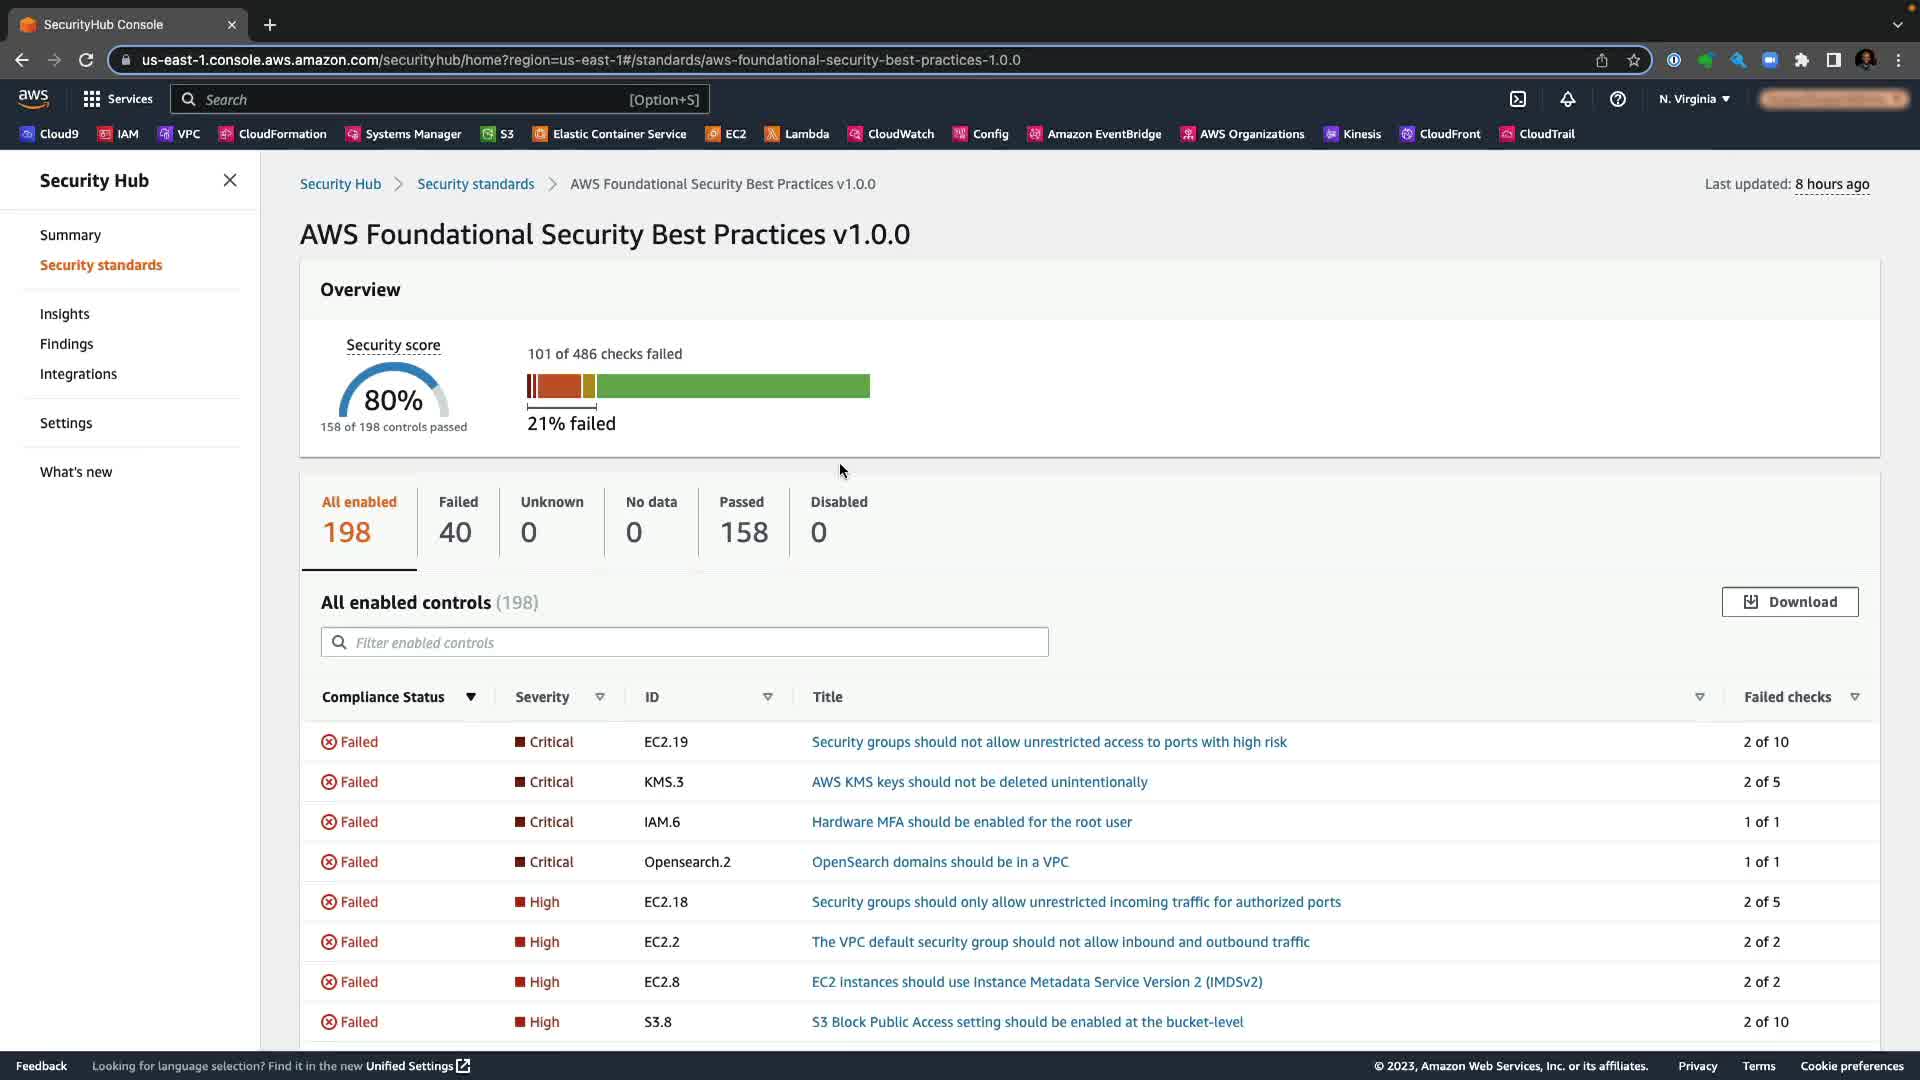 SecurityHub Console
us-east-1.console.aws.amazon.com/securityhub/home?region=us-east-1#/standards/aws-foundational-security-best-practices-1.0.0
aws Services Search [Option+S] N. Virginia
Cloud9 IAM VPC CloudFormation Systems Manager S3 Elastic Container Service EC2 Lambda CloudWatch Config Amazon EventBridge AWS Organizations Kinesis CloudFront CloudTrail
Security Hub
Summary
Security standards
Insights
Findings
Integrations
Settings
What's new
Security Hub Security standards AWS Foundational Security Best Practices v1.0.0 Last updated: 8 hours ago
AWS Foundational Security Best Practices v1.0.0
Overview
Security score
80%
158 of 198 controls passed
101 of 486 checks failed
21% failed
All enabled Failed Unknown No data Passed Disabled
198 40 0 0 158 0
All enabled controls (198) Download
Filter enabled controls
Compliance Status Severity ID Title Failed checks
Failed Critical EC2.19 Security groups should not allow unrestricted access to ports with high risk 2 of 10
Failed Critical KMS.3 AWS KMS keys should not be deleted unintentionally 2 of 5
Failed Critical IAM.6 Hardware MFA should be enabled for the root user 1 of 1
Failed Critical Opensearch.2 OpenSearch domains should be in a VPC 1 of 1
Failed High EC2.18 Security groups should only allow unrestricted incoming traffic for authorized ports 2 of 5
Failed High EC2.2 The VPC default security group should not allow inbound and outbound traffic 2 of 2
Failed High EC2.8 EC2 instances should use Instance Metadata Service Version 2 (IMDSv2) 2 of 2
Failed High S3.8 S3 Block Public Access setting should be enabled at the bucket-level 2 of 10
Feedback Looking for language selection? Find it in the new Unified Settings © 2023, Amazon Web Services, Inc. or its affiliates. Privacy Terms Cookie preferences